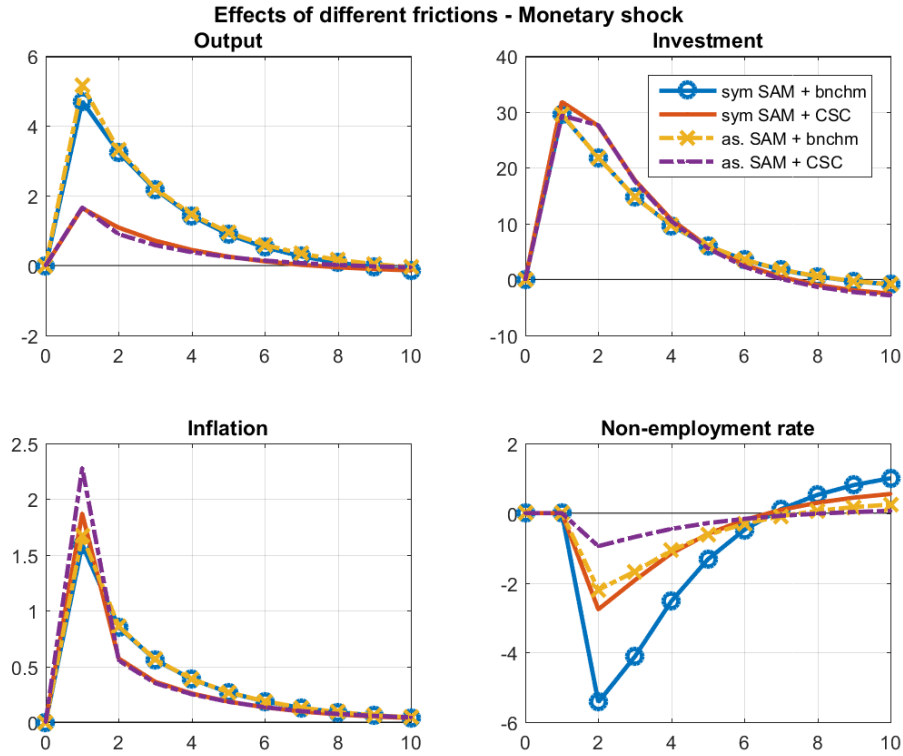 Effects of different frictions - Monetary shock
Output
6
4
2
0
-2
0 2 4 6 8 10
Investment
40
30
20
10
0
-10
0 2 4 6 8 10
sym SAM + bnchm
sym SAM + CSC
as. SAM + bnchm
as. SAM + CSC
Inflation
2.5
2
1.5
1
0.5
0
0 2 4 6 8 10
Non-employment rate
2
0
-2
-4
-6
0 2 4 6 8 10